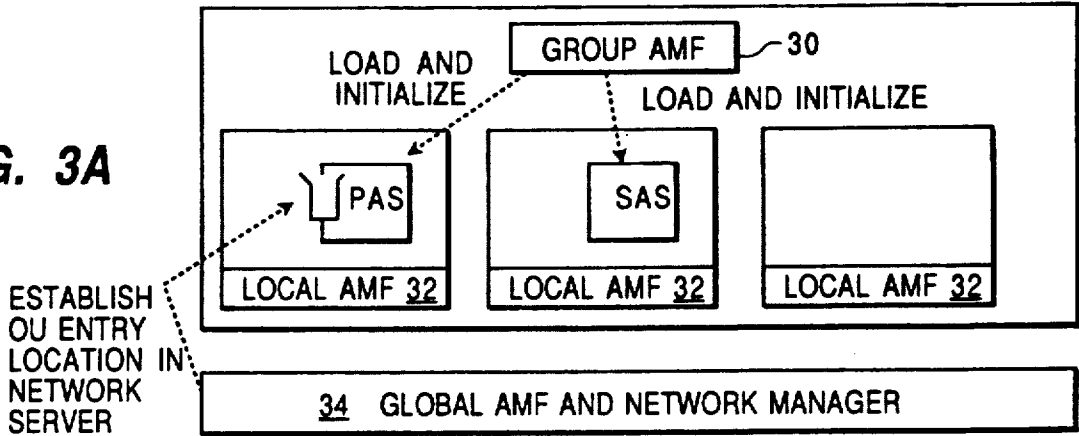 GROUP AMF
30
LOAD AND
INITIALIZE
LOAD AND INITIALIZE
G. 3A
PAS
SAS
LOCAL AMF 32
LOCAL AMF 32
LOCAL AMF 32
ESTABLISH
OU ENTRY
LOCATION IN
NETWORK
SERVER
34 GLOBAL AMF AND NETWORK MANAGER